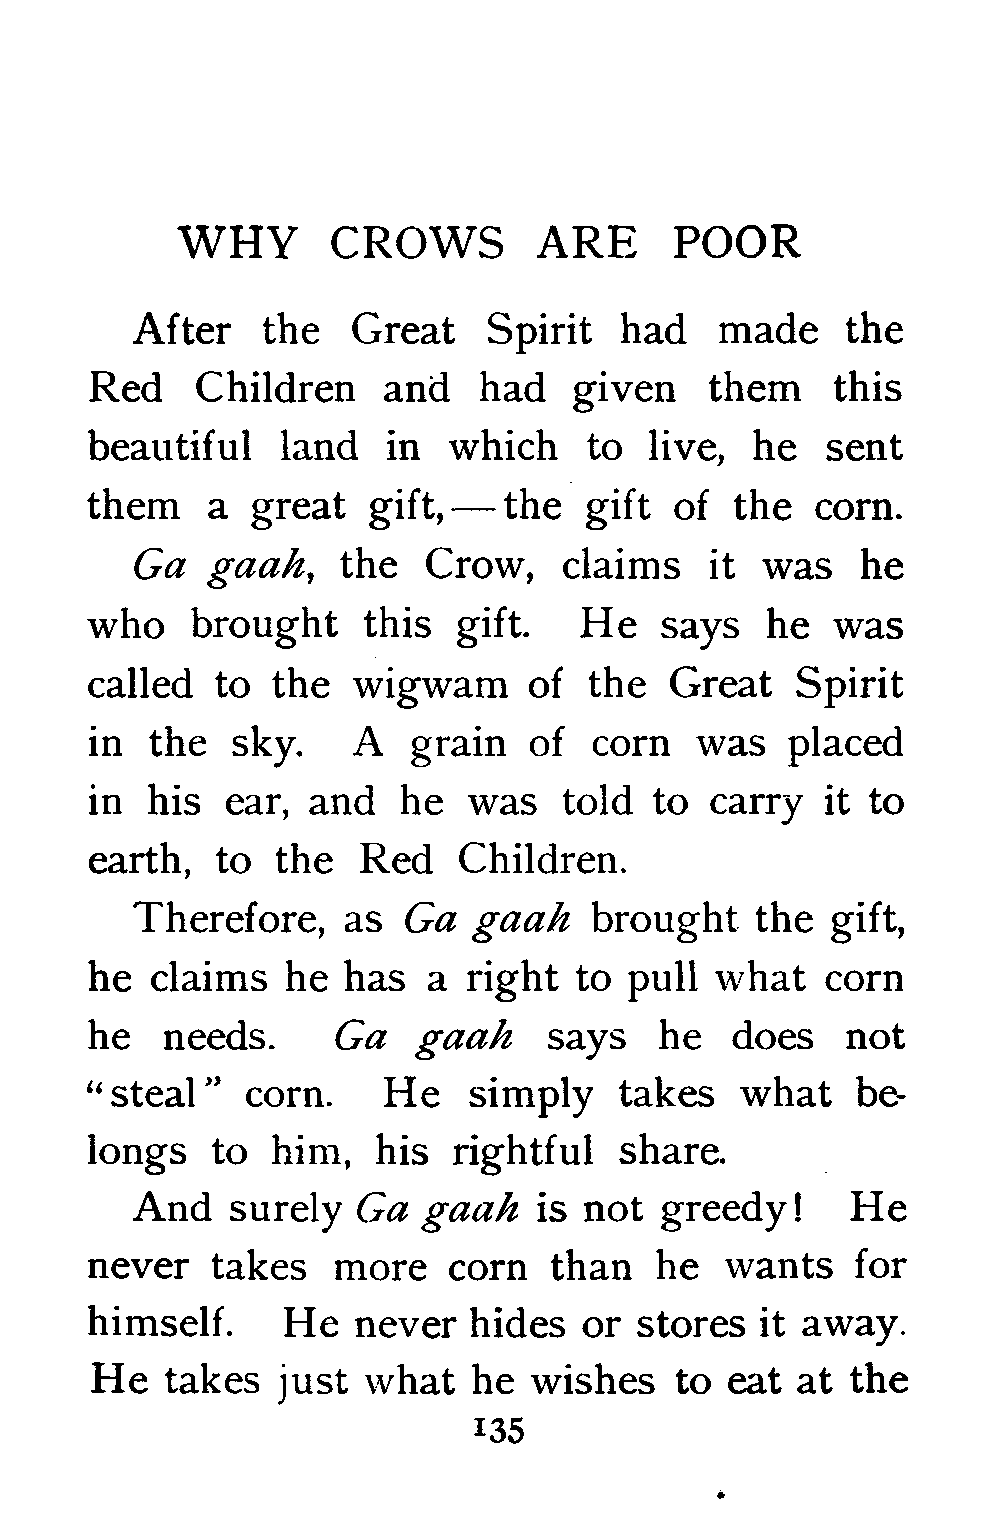 WHY CROWS ARE POOR
After the Great Spirit had made the
Red Children and had given them this
beautiful land in which to live, he sent
them a great gift,—the gift of the corn.
Ga gaah, the Crow, claims it was he
who brought this gift. He says he was
called to the wigwam of the Great Spirit
in the sky. A grain of corn was placed
in his ear, and he was told to carry it to
earth, to the Red Children.
Therefore, as Ga gaah brought the gift,
he claims he has a right to pull what corn
he needs. Ga gaah says he does not
“steal” corn. He simply takes what be-
longs to him, his rightful share.
And surely Ga gaah is not greedy! He
never takes more corn than he wants for
himself. He never hides or stores it away.
He takes just what he wishes to eat at the
135